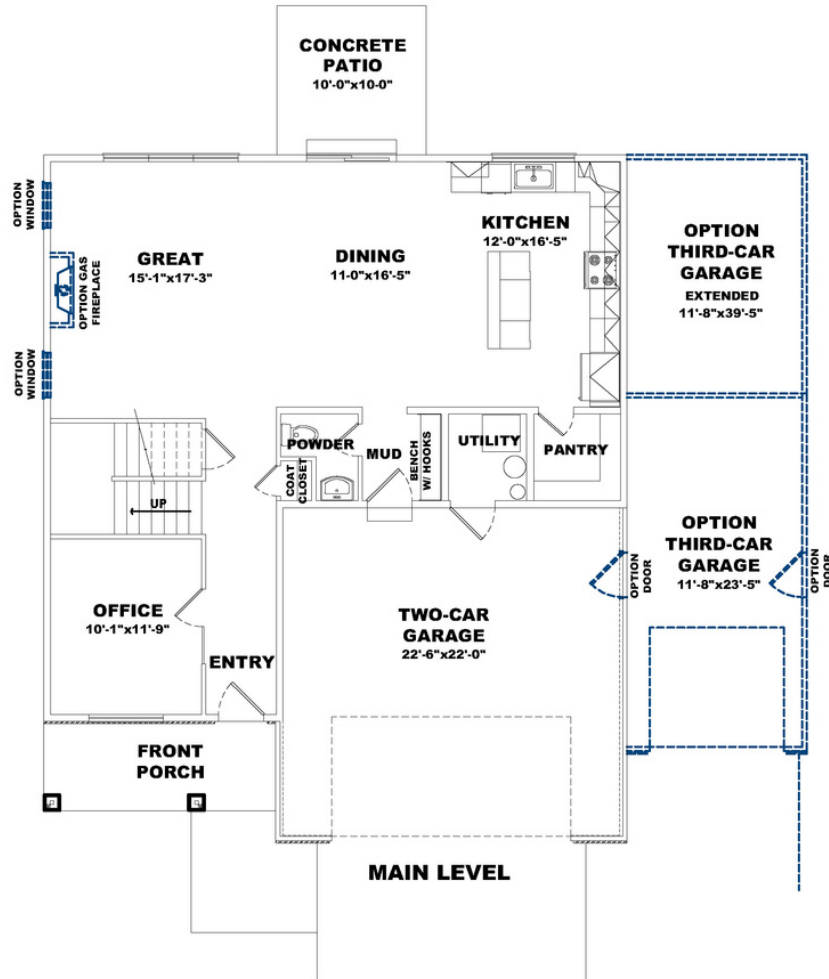 CONCRETE
PATIO
10'-0"x10-0"
OPTION
WINDOW
GREAT
15'-1"x17'-3"
DINING
11-0"x16'-5"
KITCHEN
12'-0"x16'-5"
OPTION
THIRD-CAR
GARAGE
EXTENDED
11'-8"x39'-5"
OPTION GAS
FIREPLACE
OPTION
WINDOW
POWDER
MUD
BENCH
W/ HOOKS
UTILITY
PANTRY
COAT
CLOSET
UP
OPTION
THIRD-CAR
GARAGE
11'-8"x23'-5"
OPTION
DOOR
OPTION
DOOR
OFFICE
10'-1"x11'-9"
TWO-CAR
GARAGE
22'-6"x22'-0"
ENTRY
FRONT
PORCH
MAIN LEVEL